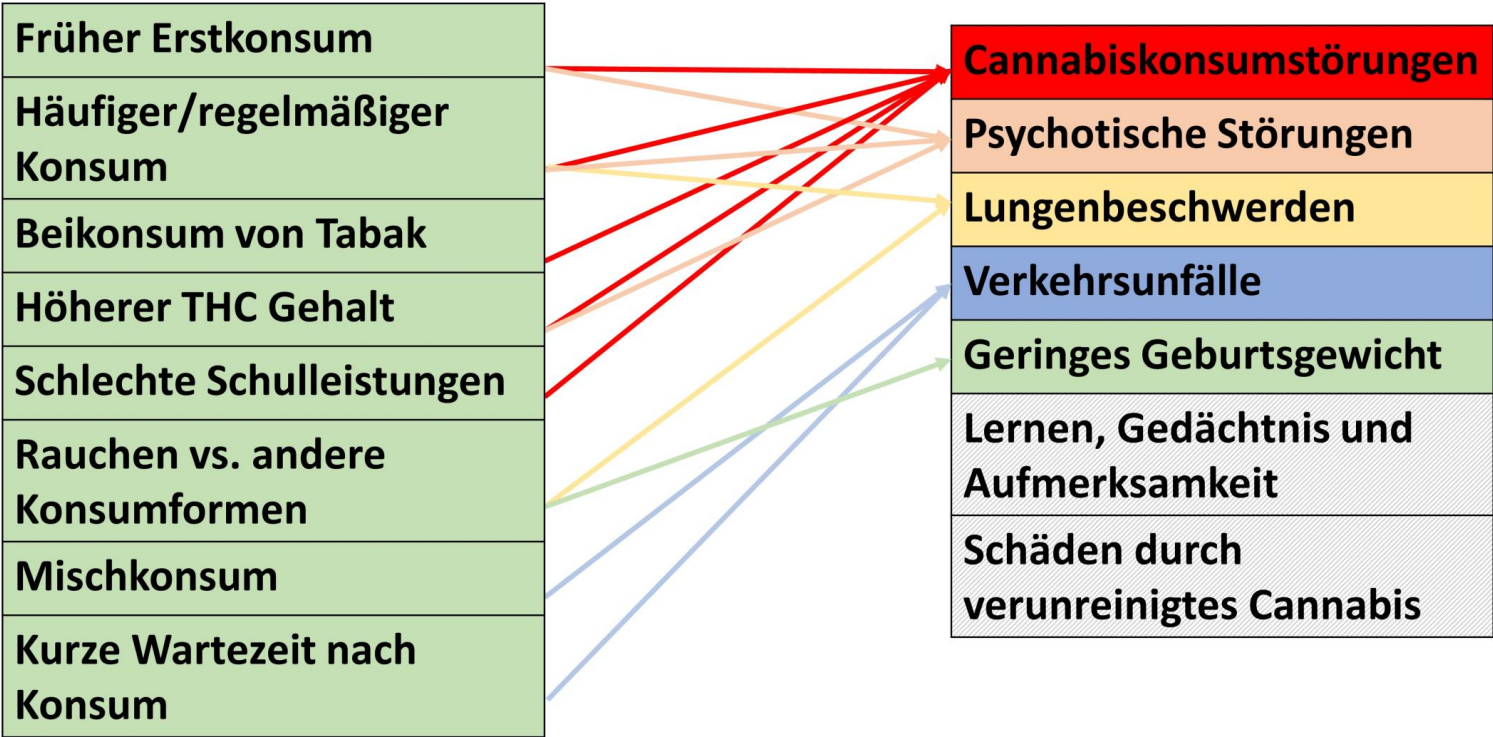 Früher Erstkonsum
Häufiger/regelmäßiger
Konsum
Beikonsum von Tabak
Höherer THC Gehalt
Schlechte Schulleistungen
Rauchen vs. andere
Konsumformen
Mischkonsum
Kurze Wartezeit nach
Konsum
Cannabiskonsumstörungen
Psychotische Störungen
Lungenbeschwerden
Verkehrsunfälle
Geringes Geburtsgewicht
Lernen, Gedächtnis und
Aufmerksamkeit
Schäden durch
verunreinigtes Cannabis